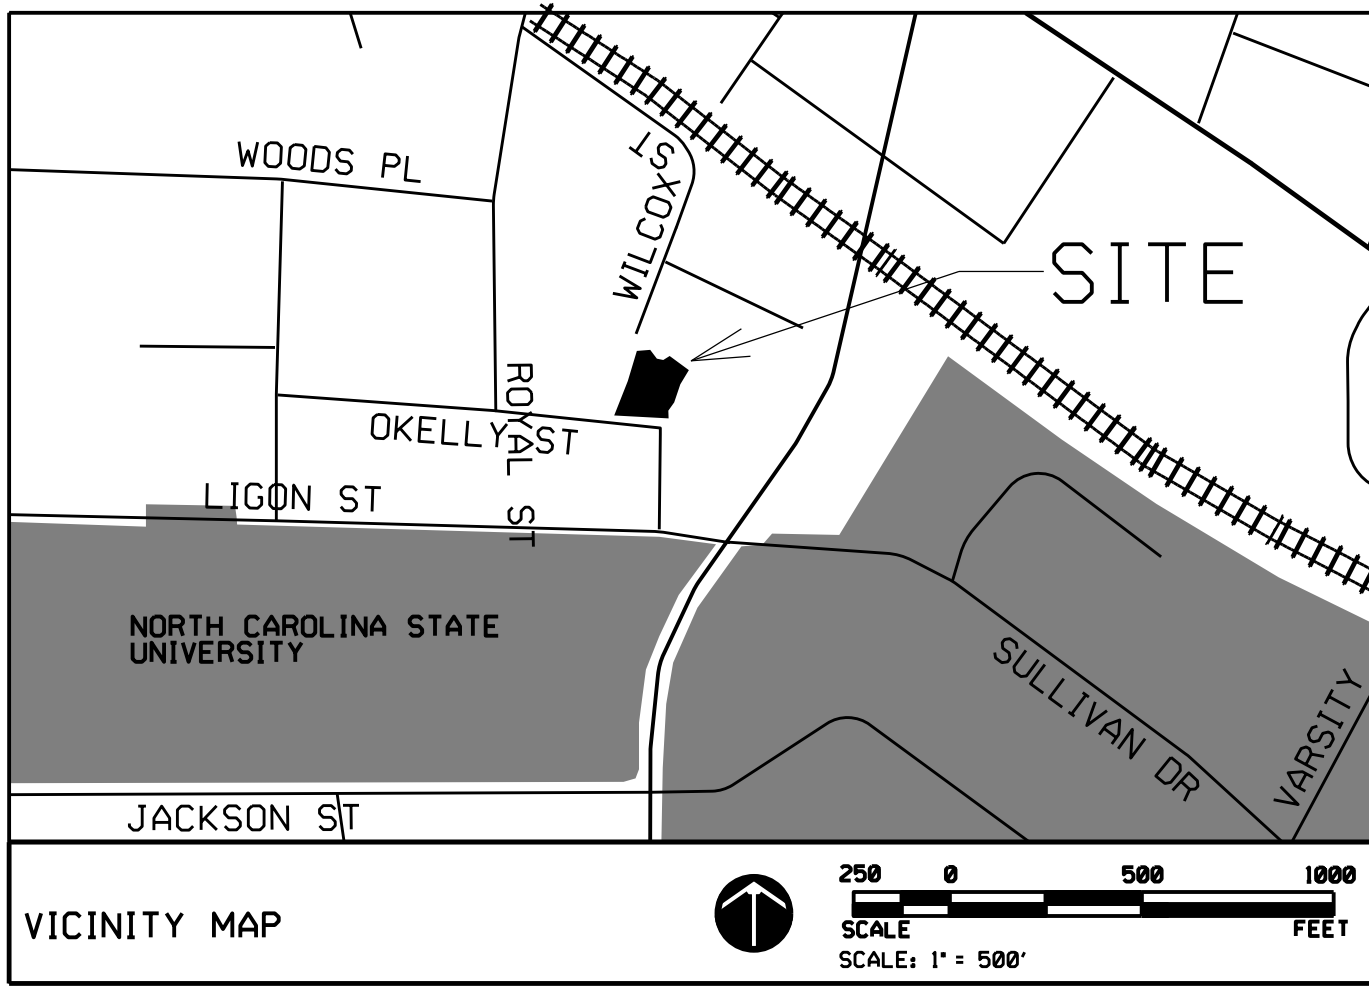 WOODS PL
WILCOX ST
SITE
ROYAL ST
OKELLY ST
LIGON ST
NORTH CAROLINA STATE
UNIVERSITY
SULLIVAN DR
VARSITY
JACKSON ST
VICINITY MAP
250 0 500 1000
SCALE FEET
SCALE: 1" = 500'